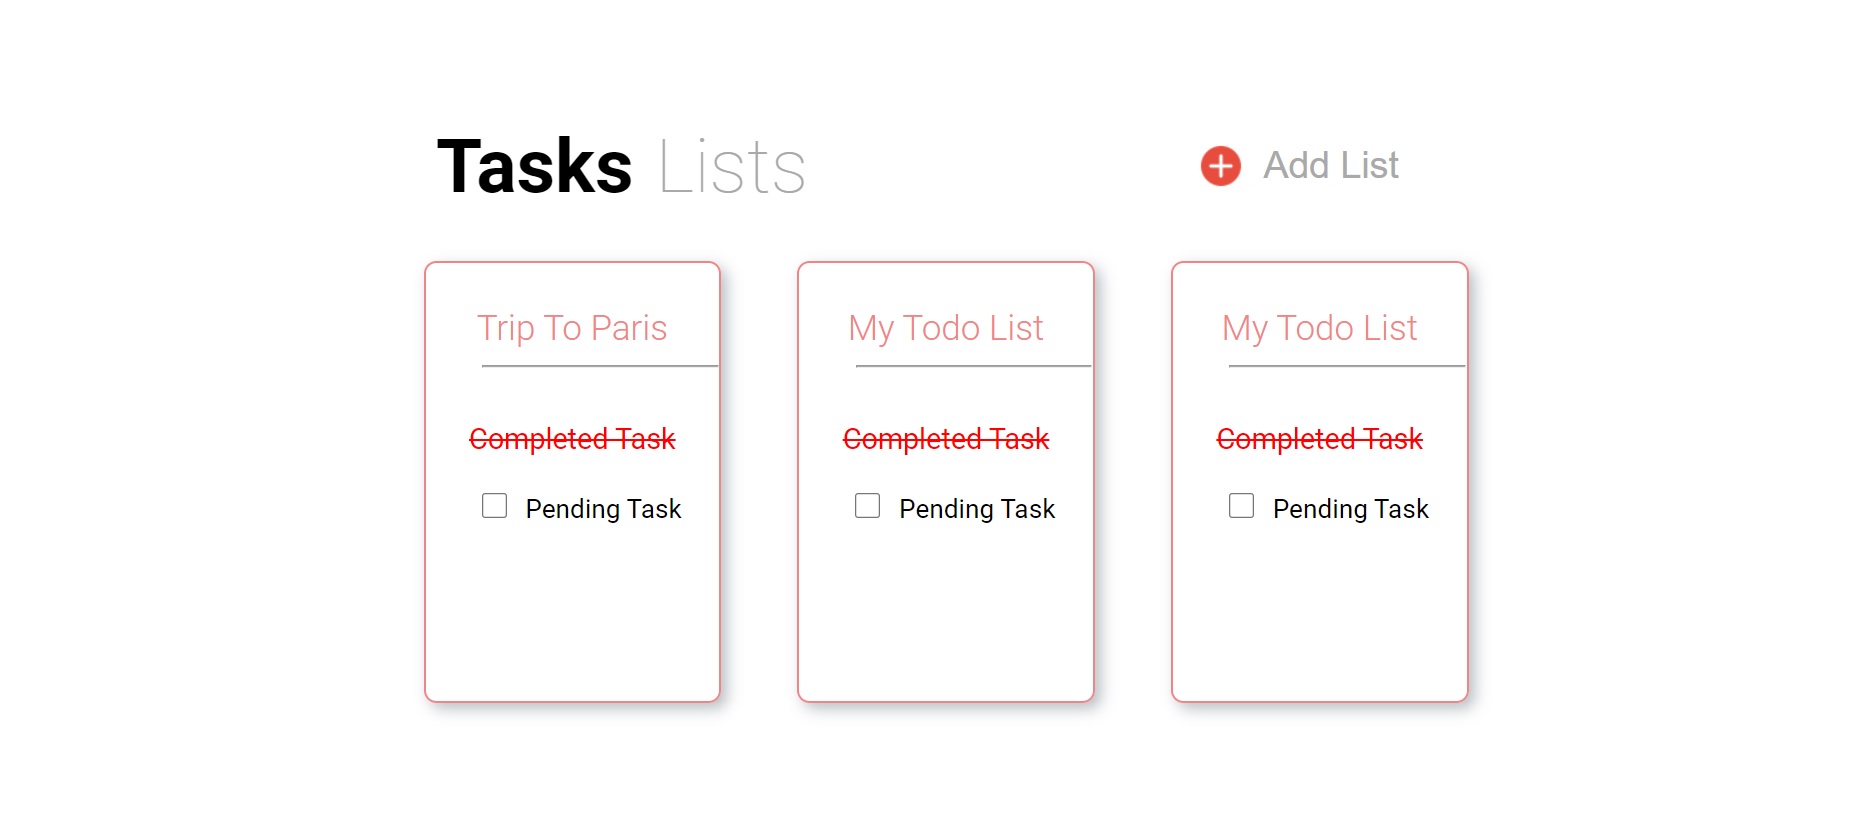 Tasks Lists
Add List
Trip To Paris
Completed Task
Pending Task
My Todo List
Completed Task
Pending Task
My Todo List
Completed Task
Pending Task